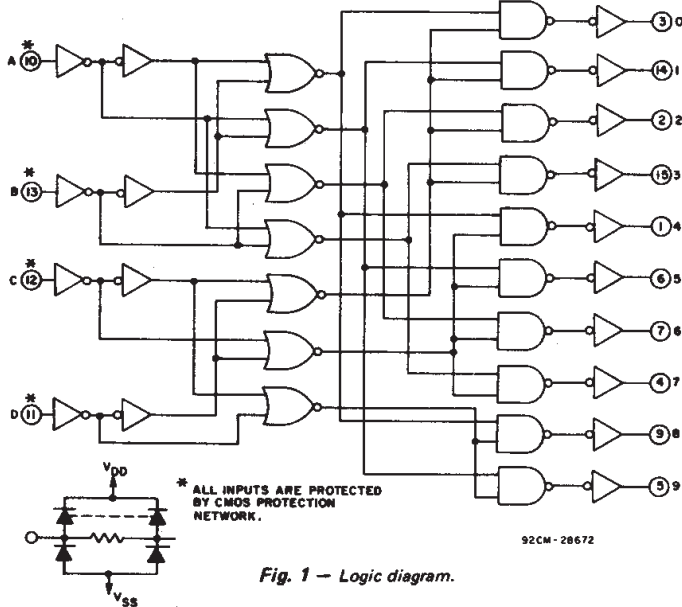 * A 10
* B 13
* C 12
* D 11
3 0
14 1
2 2
15 3
1 4
6 5
7 6
4 7
9 8
5 9
VDD
VSS
* ALL INPUTS ARE PROTECTED
BY CMOS PROTECTION
NETWORK.
92CM-28672
Fig. 1 — Logic diagram.